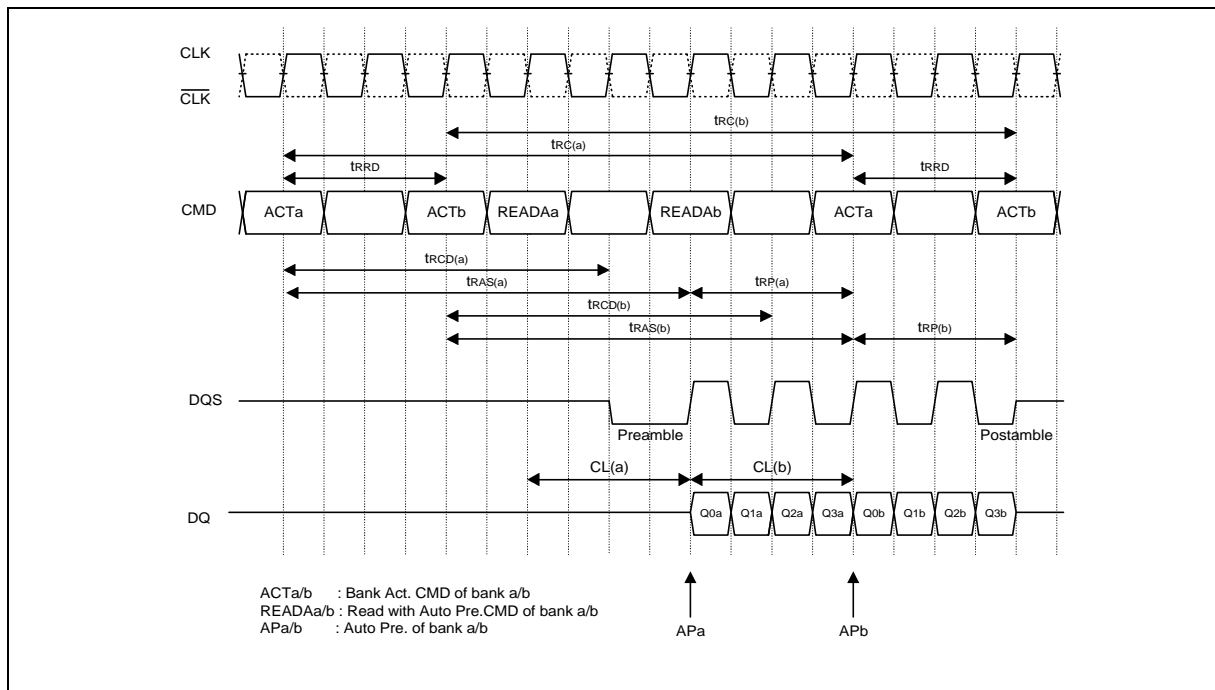 CLK
CLK
tRC(b)
tRC(a)
tRRD tRRD
CMD ACTa ACTb READAa READAb ACTa ACTb
tRCD(a)
tRAS(a) tRP(a)
tRCD(b)
tRAS(b) tRP(b)
DQS
Preamble Postamble
CL(a) CL(b)
DQ Q0a Q1a Q2a Q3a Q0b Q1b Q2b Q3b
ACTa/b : Bank Act. CMD of bank a/b
READAa/b : Read with Auto Pre.CMD of bank a/b
APa/b : Auto Pre. of bank a/b
APa APb